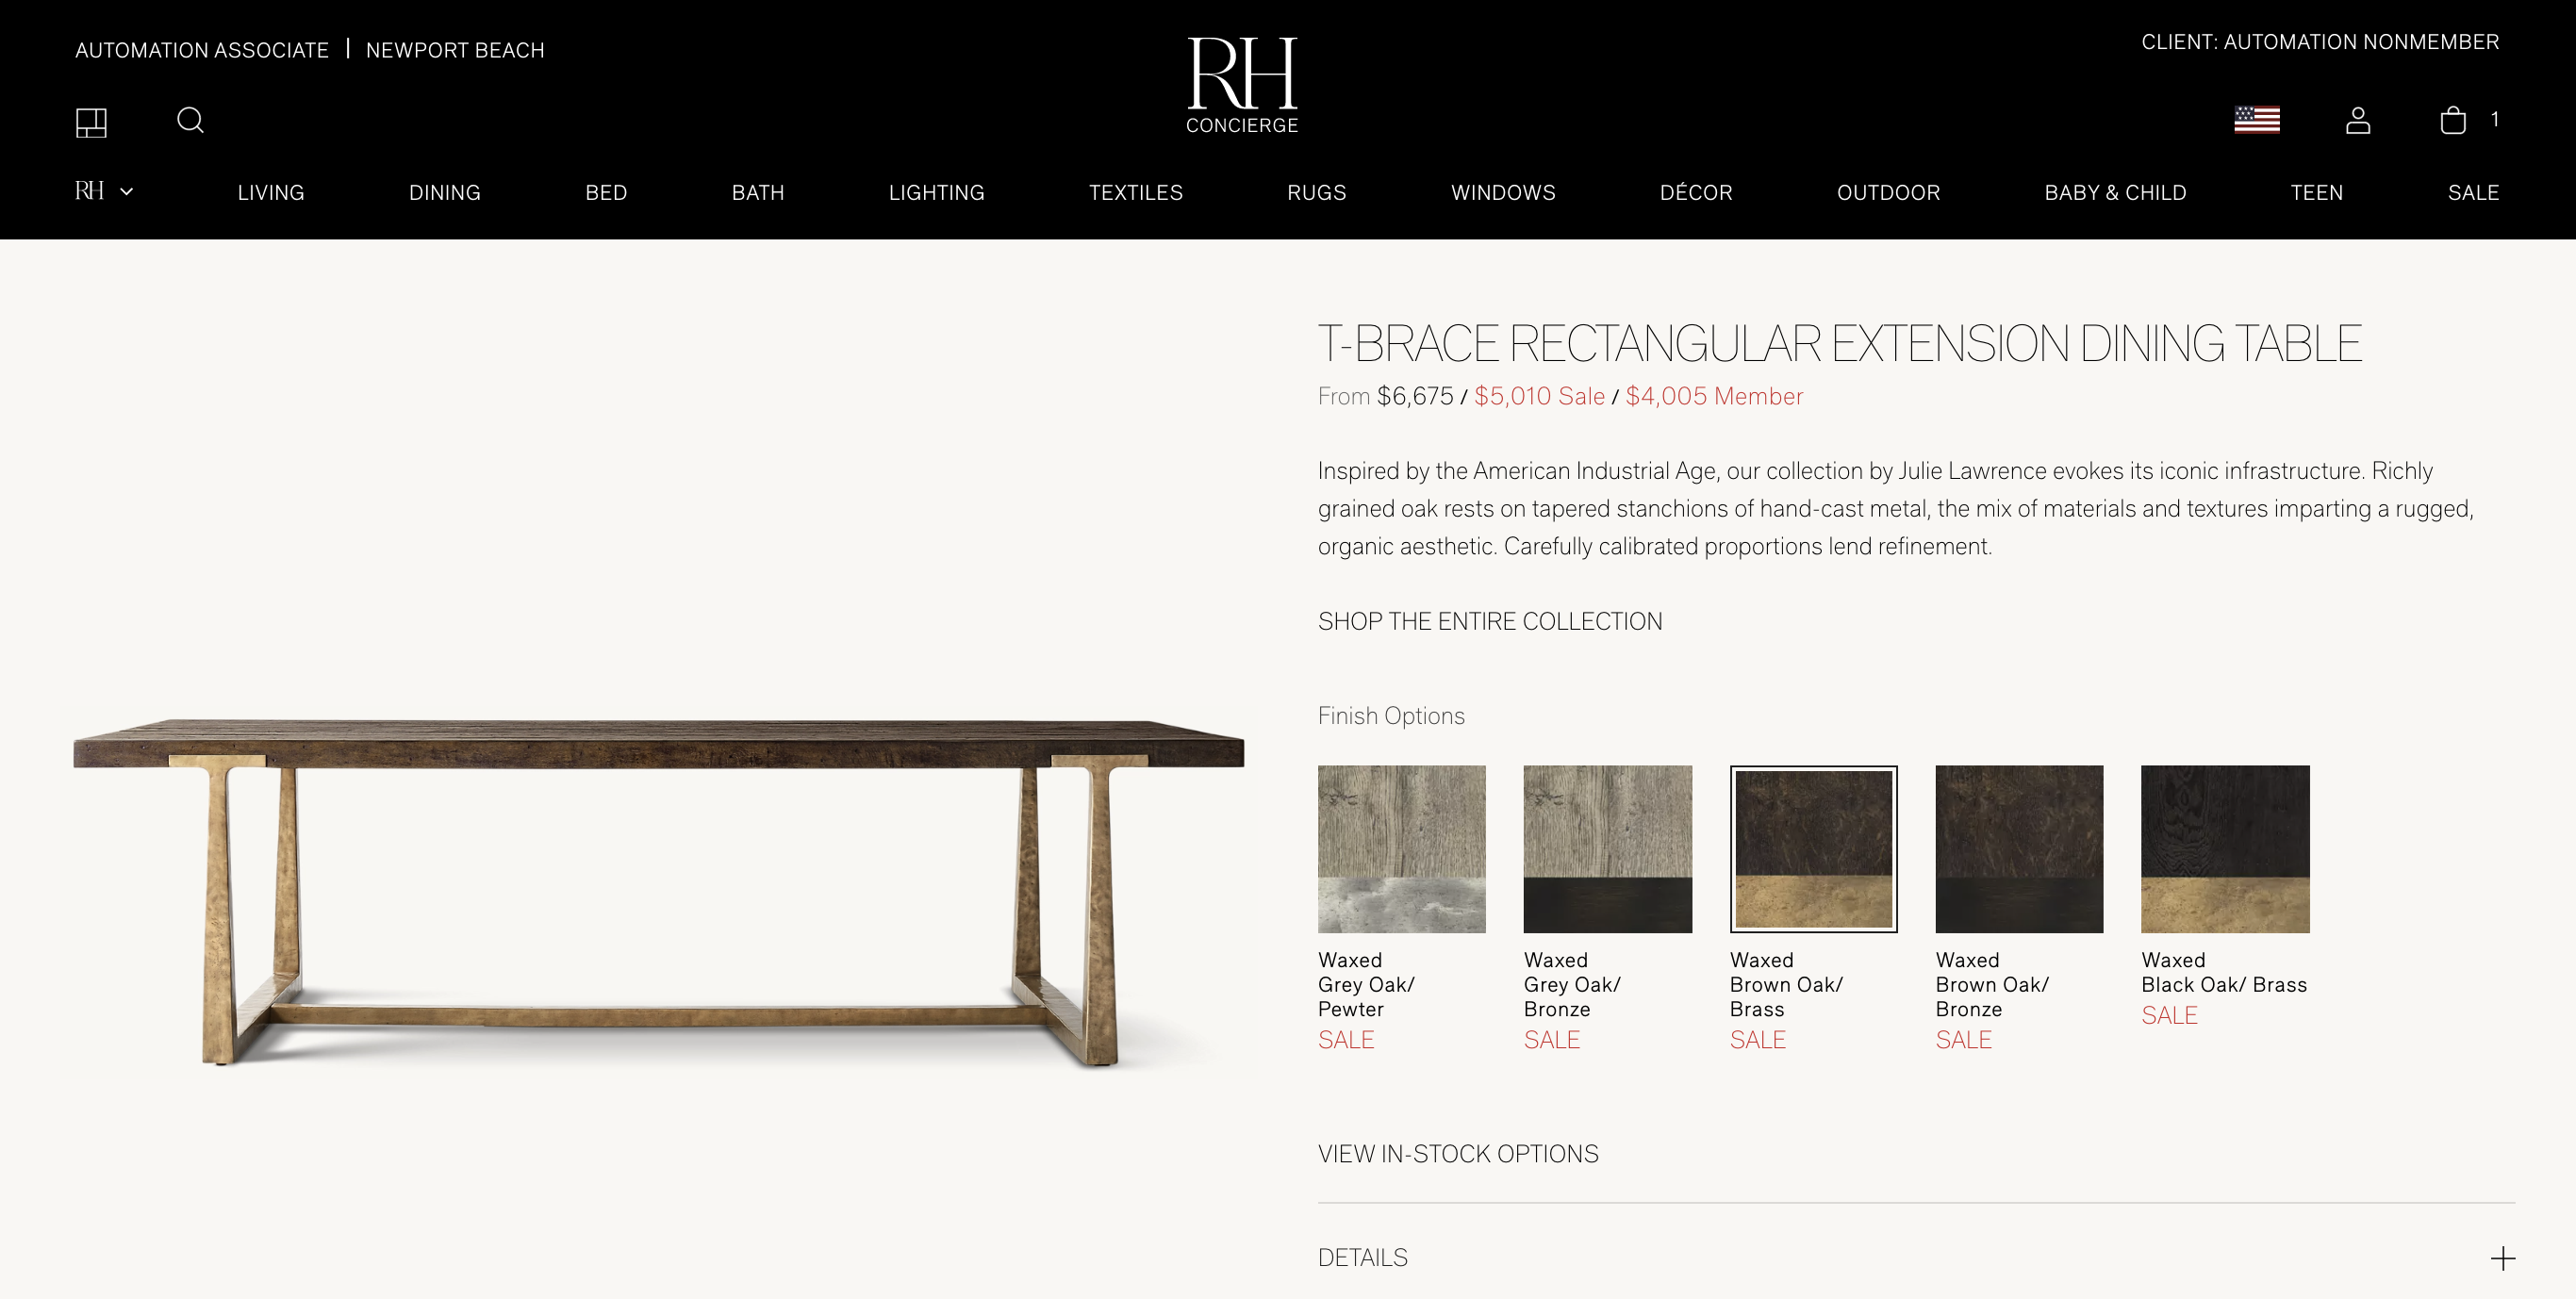 AUTOMATION ASSOCIATE | NEWPORT BEACH
RH
CONCIERGE
CLIENT: AUTOMATION NONMEMBER
1
RH LIVING DINING BED BATH LIGHTING TEXTILES RUGS WINDOWS DÉCOR OUTDOOR BABY & CHILD TEEN SALE
T-BRACE RECTANGULAR EXTENSION DINING TABLE
From $6,675 / $5,010 Sale / $4,005 Member
Inspired by the American Industrial Age, our collection by Julie Lawrence evokes its iconic infrastructure. Richly
grained oak rests on tapered stanchions of hand-cast metal, the mix of materials and textures imparting a rugged,
organic aesthetic. Carefully calibrated proportions lend refinement.
SHOP THE ENTIRE COLLECTION
Finish Options
Waxed
Grey Oak/
Pewter
SALE
Waxed
Grey Oak/
Bronze
SALE
Waxed
Brown Oak/
Brass
SALE
Waxed
Brown Oak/
Bronze
SALE
Waxed
Black Oak/ Brass
SALE
VIEW IN-STOCK OPTIONS
DETAILS